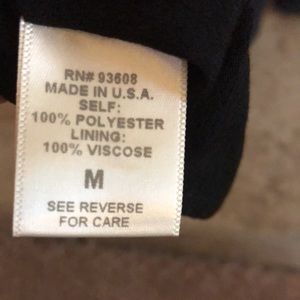 RN# 93608
MADE IN U.S.A.
SELF:
100% POLYESTER
LINING:
100% VISCOSE
M
SEE REVERSE
FOR CARE